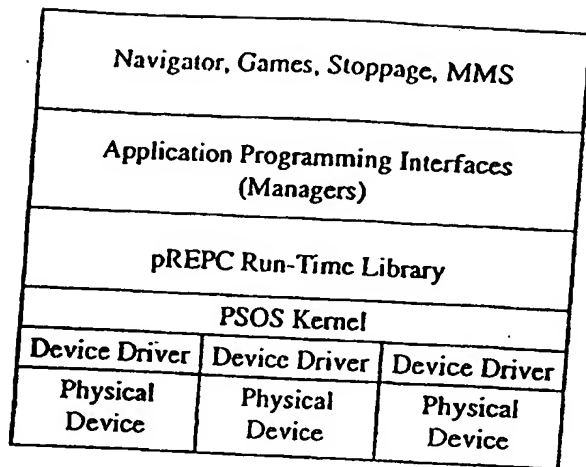 Navigator, Games, Stoppage, MMS
Application Programming Interfaces
(Managers)
pREPC Run-Time Library
PSOS Kernel
Device Driver Device Driver Device Driver
Physical Physical Physical
Device Device Device